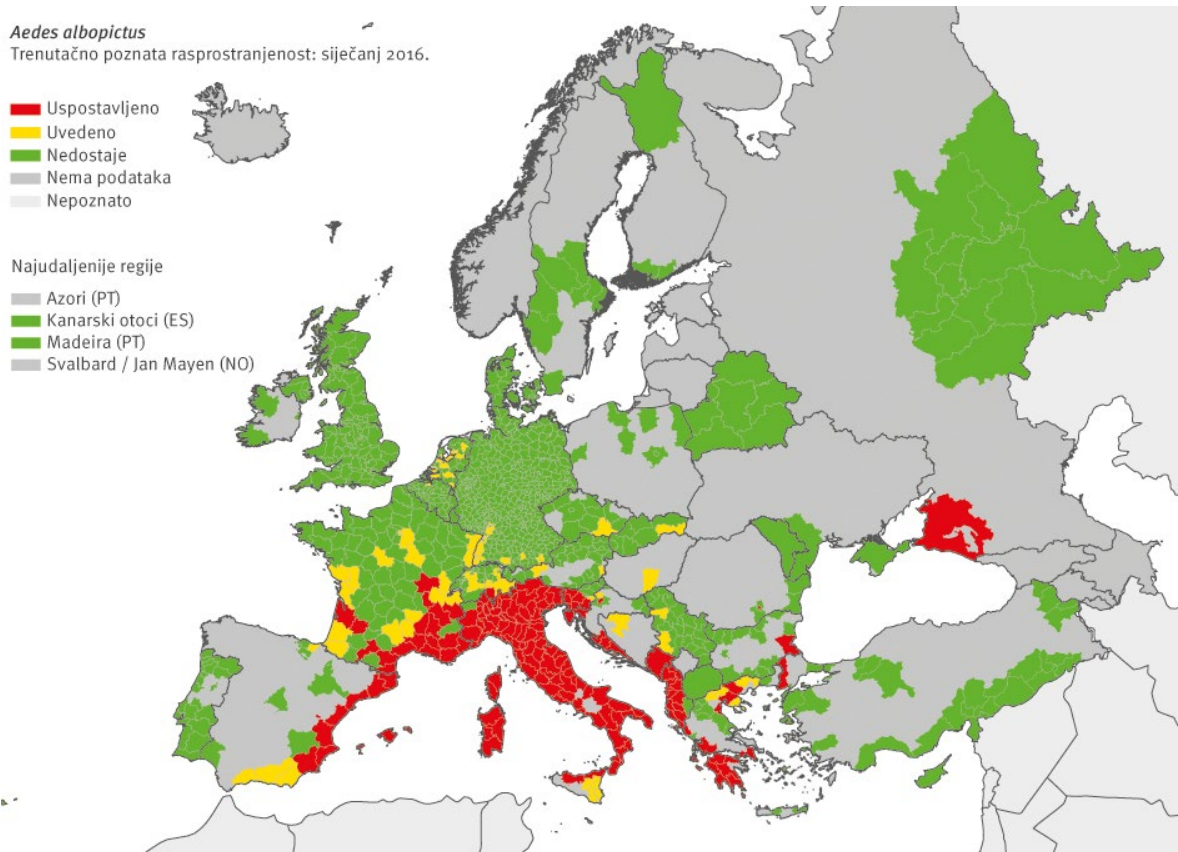 Aedes albopictus
Trenutačno poznata rasprostranjenost: siječanj 2016.
Uspostavljeno
Uvedeno
Nedostaje
Nema podataka
Nepoznato
Najudaljenije regije
Azori (PT)
Kanarski otoci (ES)
Madeira (PT)
Svalbard / Jan Mayen (NO)